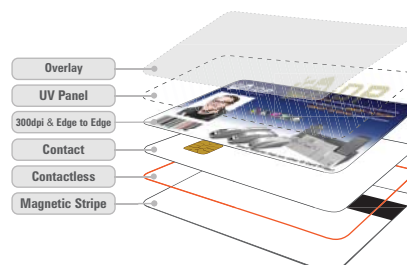 Overlay
UV Panel
300dpi & Edge to Edge
Contact
Contactless
Magnetic Stripe